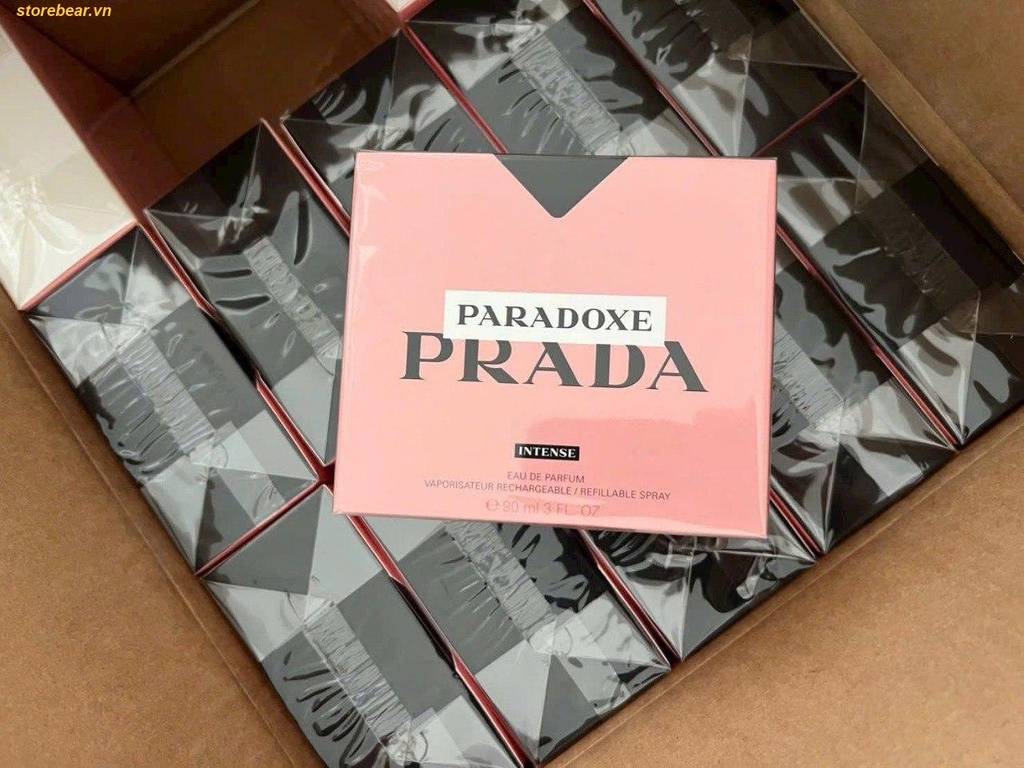 storebear.vn
PARADOXE
PRADA
INTENSE
EAU DE PARFUM
VAPORISATEUR RECHARGEABLE / REFILLABLE SPRAY
℮ 90 ml 3 FL. OZ